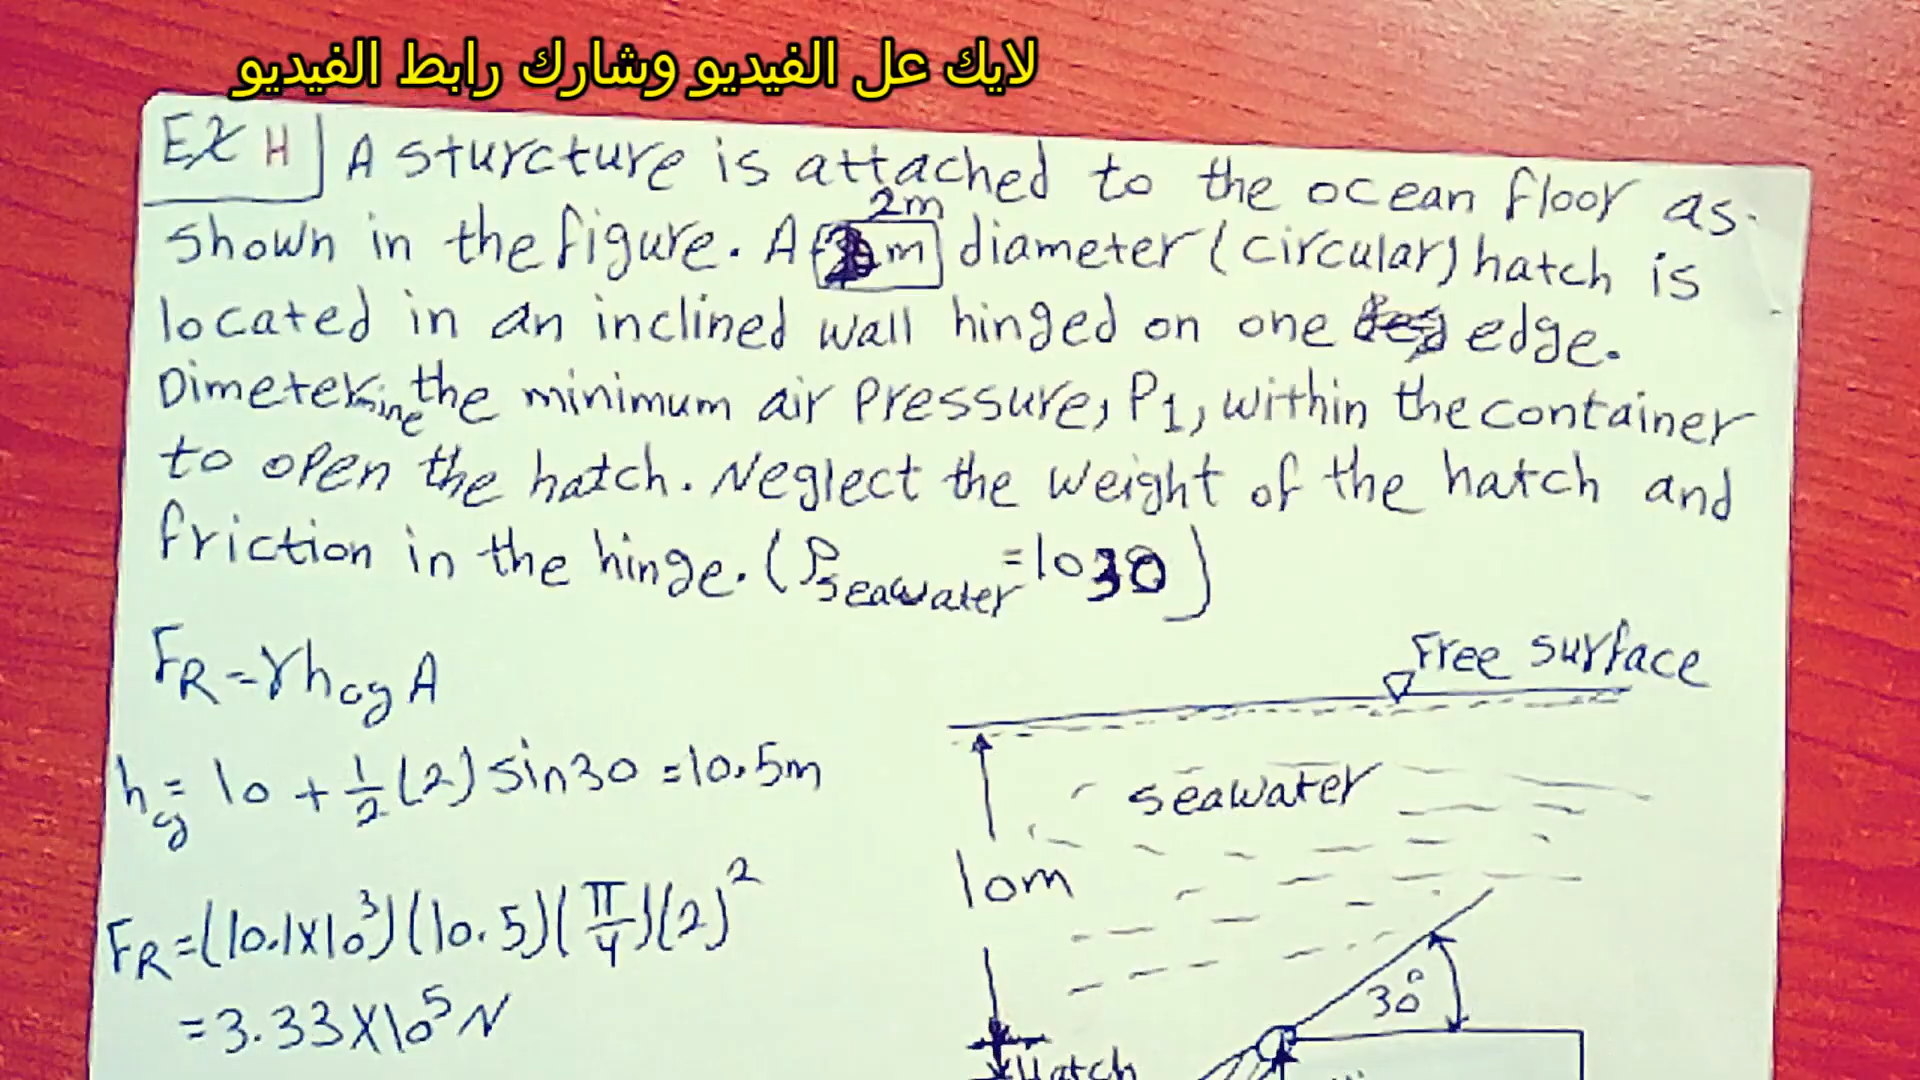 لايك عل الفيديو وشارك رابط الفيديو
EX H A sturcture is attached to the ocean floor as
2m
shown in the figure. A m diameter (circular) hatch is
located in an inclined wall hinged on one edge.
Dimetermine the minimum air pressure, P1, within the container
to open the hatch. Neglect the weight of the hatch and
friction in the hinge. (ρseawater = 1030)
FR = γ hcg A
Free surface
hcg = 10 + 1/2 (2) sin30 = 10.5m
seawater
10m
FR = (10.1x10³)(10.5)(π/4)(2)²
30°
= 3.33X10⁵ N
Hatch